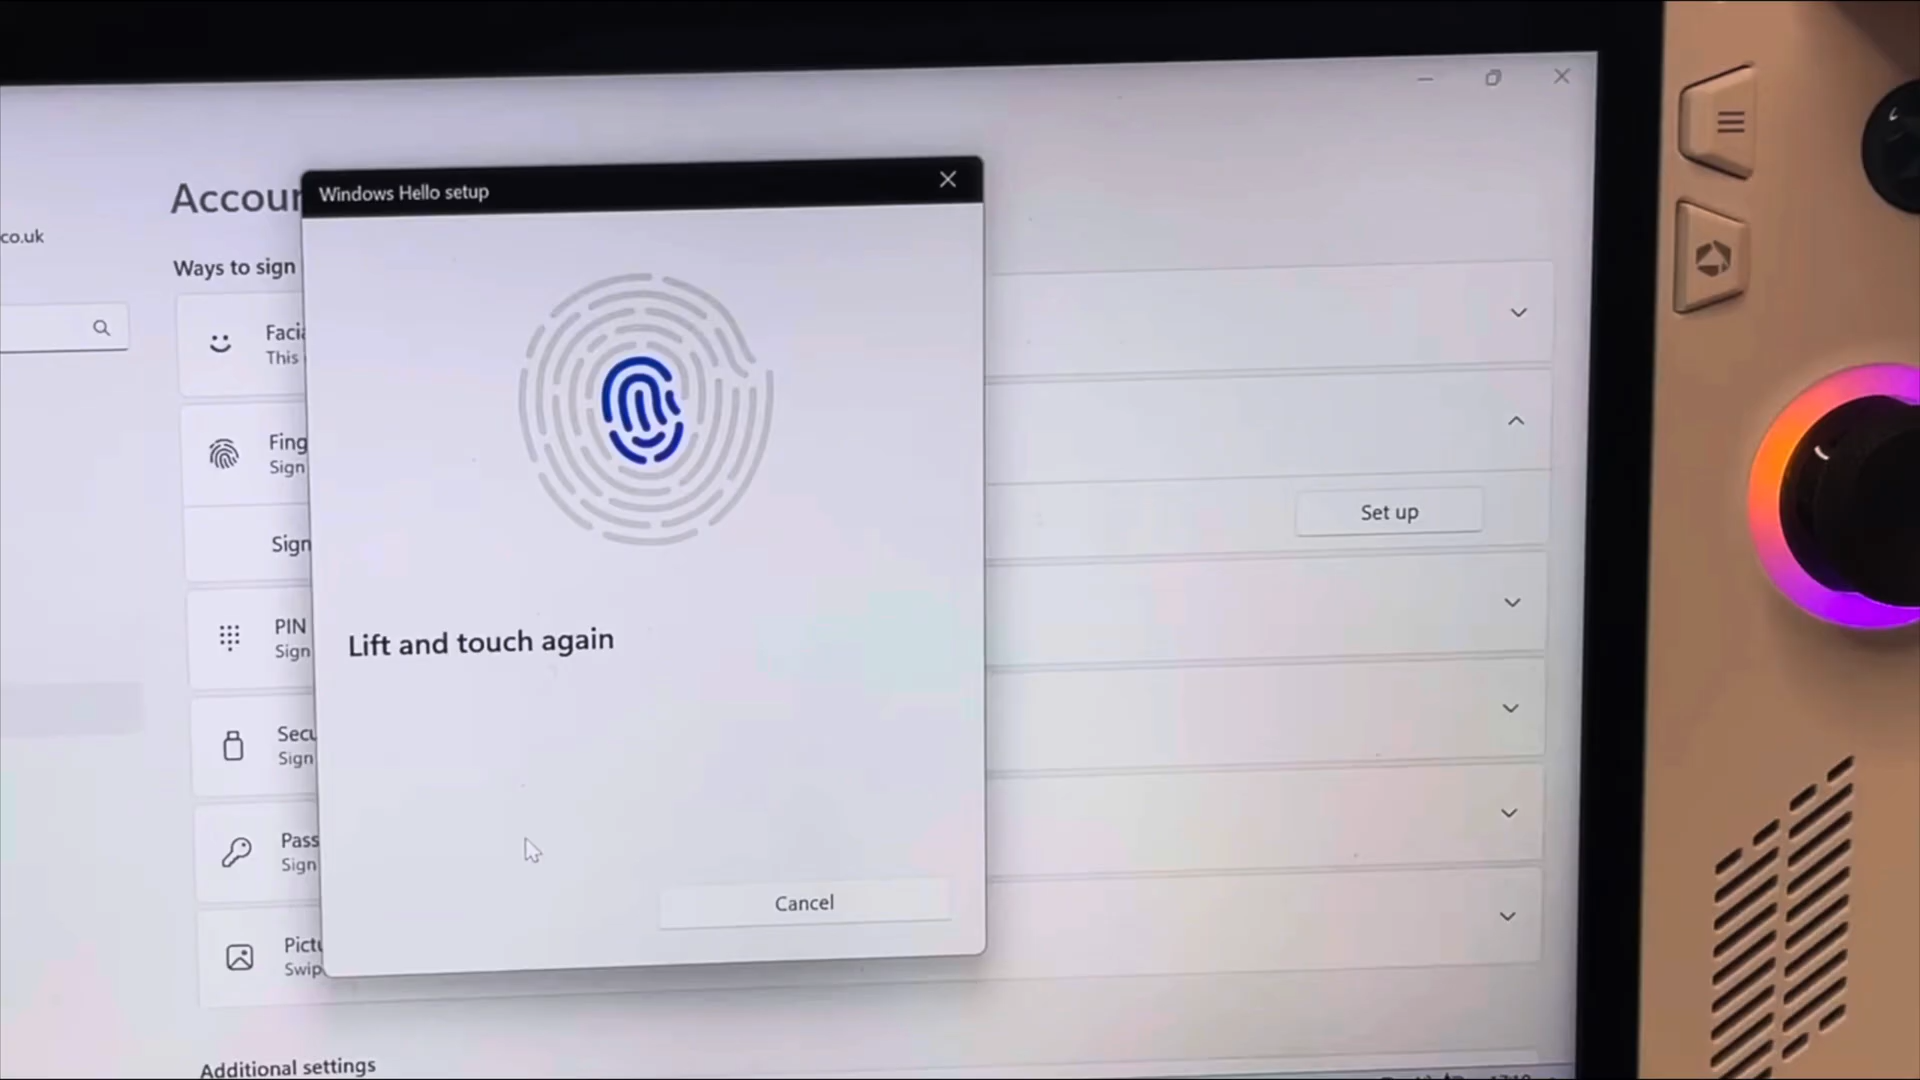 Accoun
Windows Hello setup
co.uk
Ways to sign
Facia
This
Fing
Sign
Sign
Set up
PIN
Sign
Lift and touch again
Secu
Sign
Pass
Sign
Cancel
Pictu
Swip
Additional settings